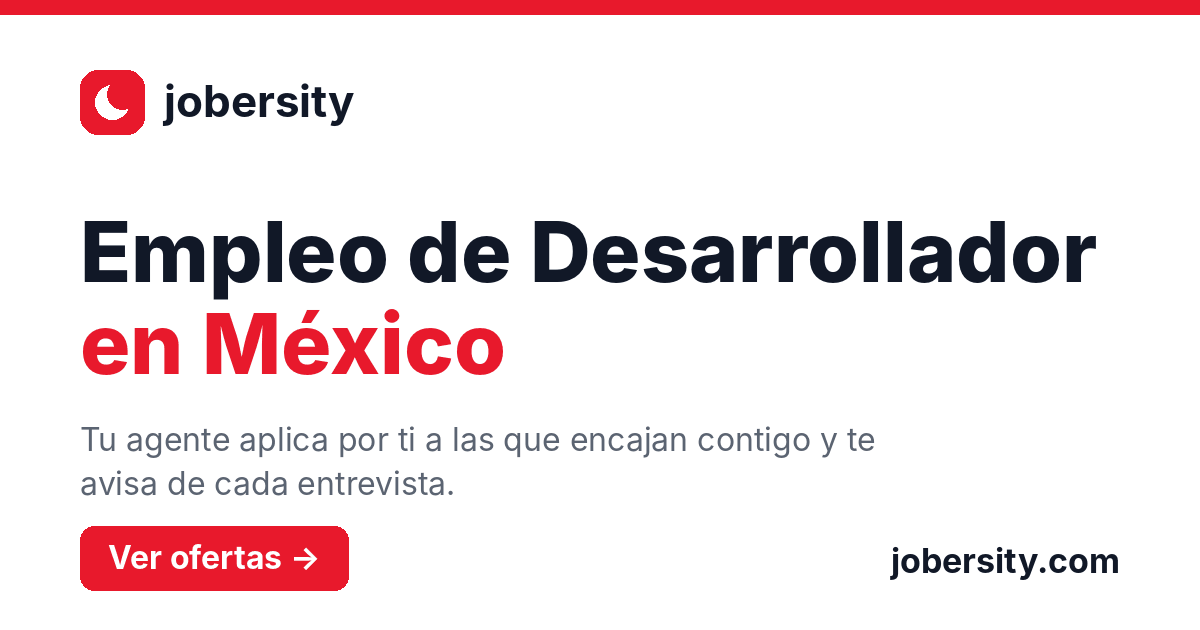 jobersity
Empleo de Desarrollador
en México
Tu agente aplica por ti a las que encajan contigo y te
avisa de cada entrevista.
Ver ofertas →
jobersity.com